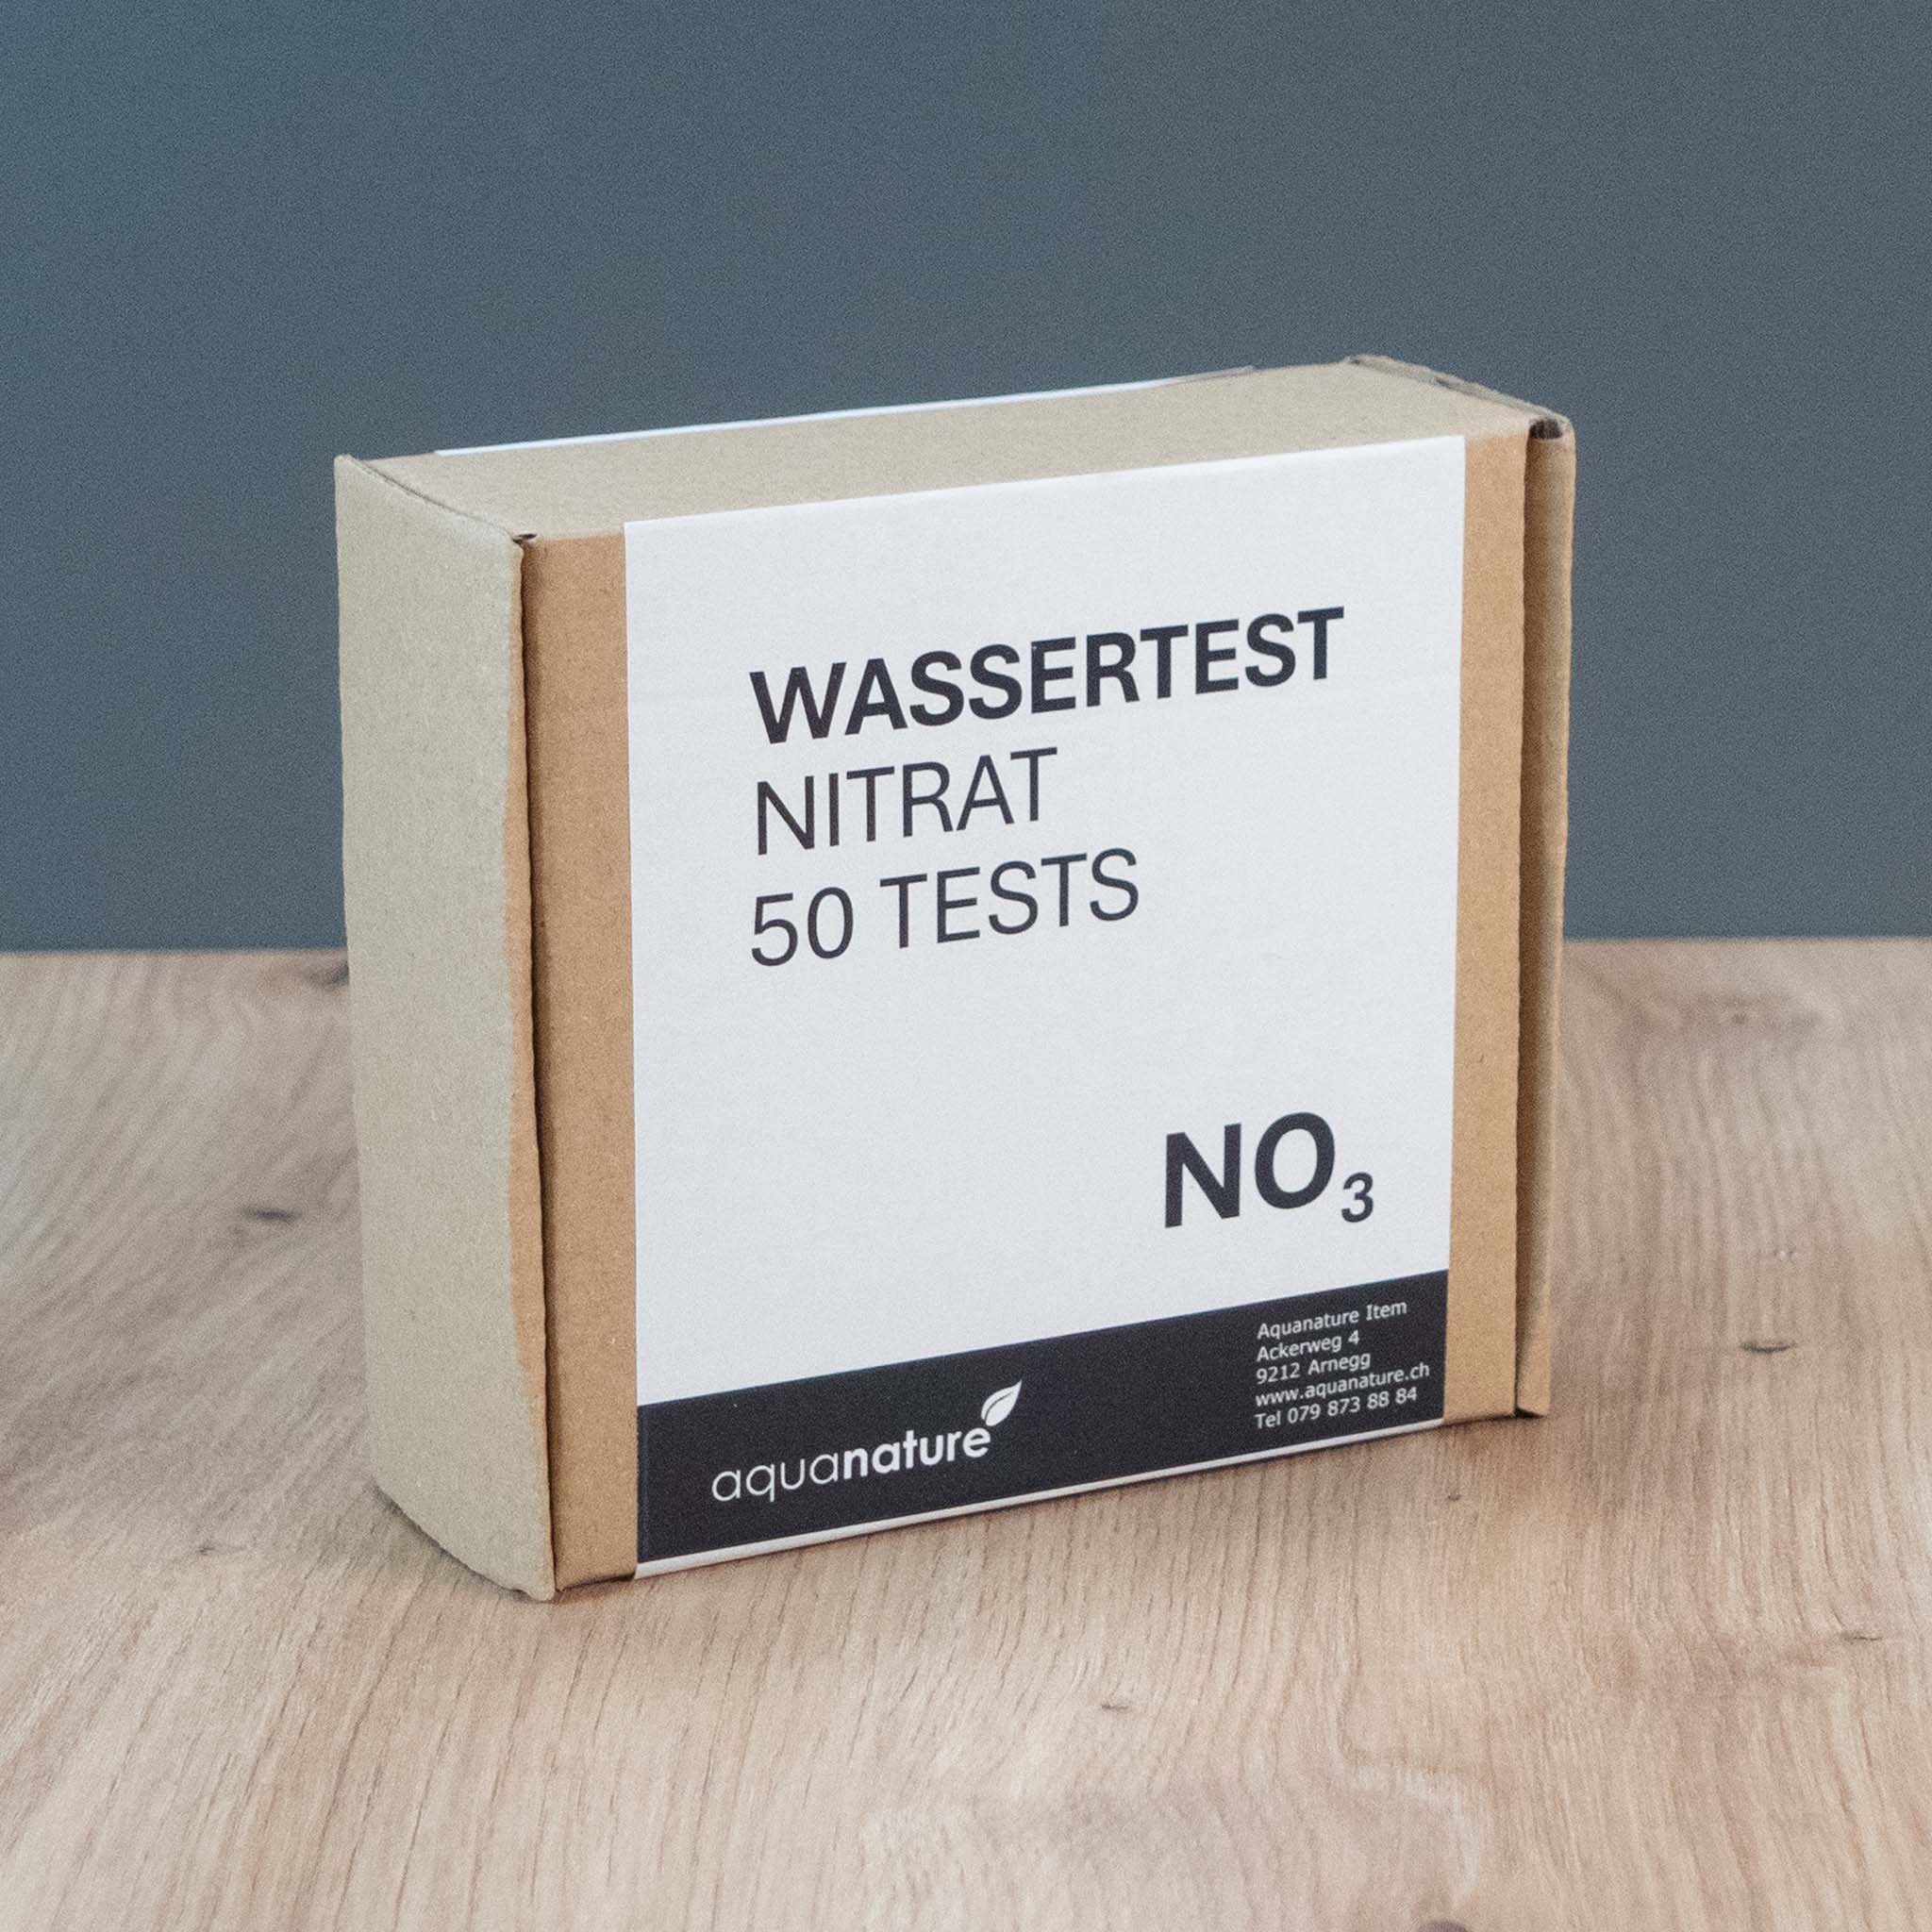 WASSERTEST
NITRAT
50 TESTS
NO₃
aquanature
Aquanature Item
Ackerweg 4
9212 Arnegg
www.aquanature.ch
Tel 079 873 88 84